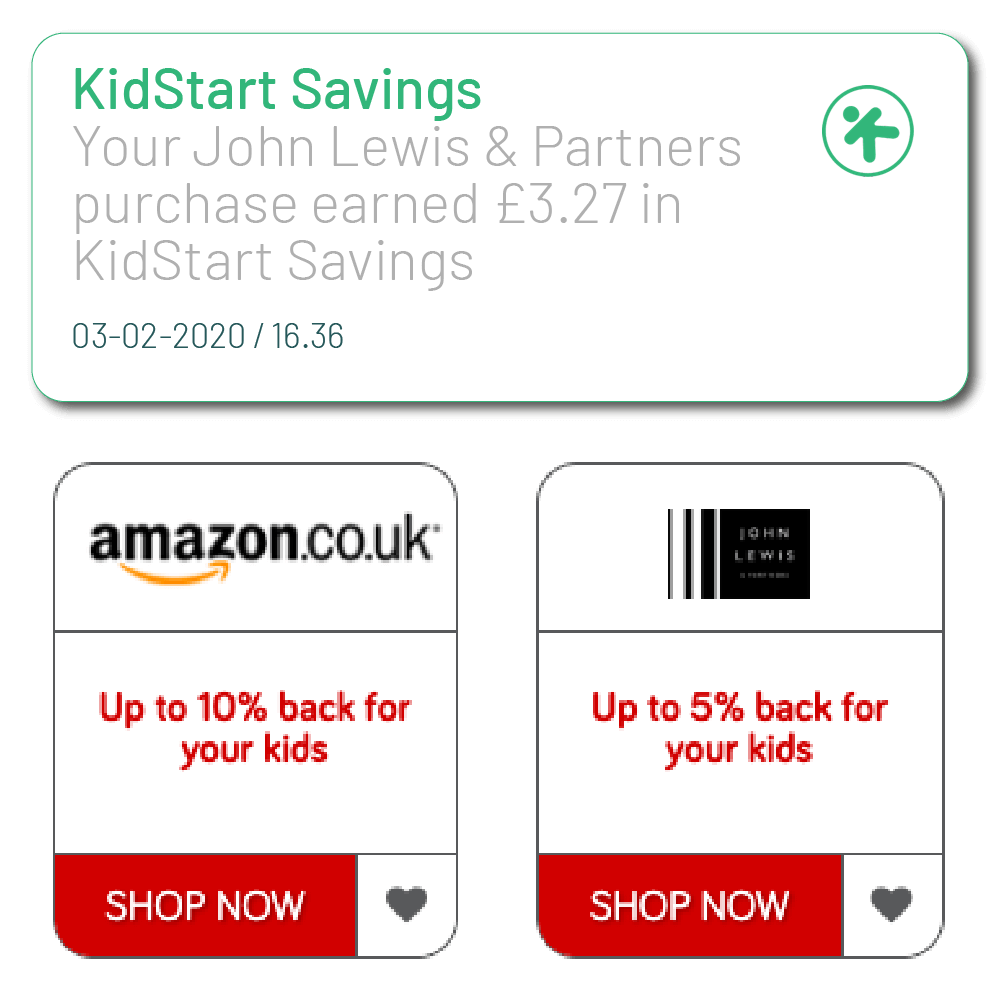 KidStart Savings
Your John Lewis & Partners
purchase earned £3.27 in
KidStart Savings
03-02-2020 / 16.36
amazon.co.uk
JOHN
LEWIS
Up to 10% back for
your kids
Up to 5% back for
your kids
SHOP NOW
SHOP NOW